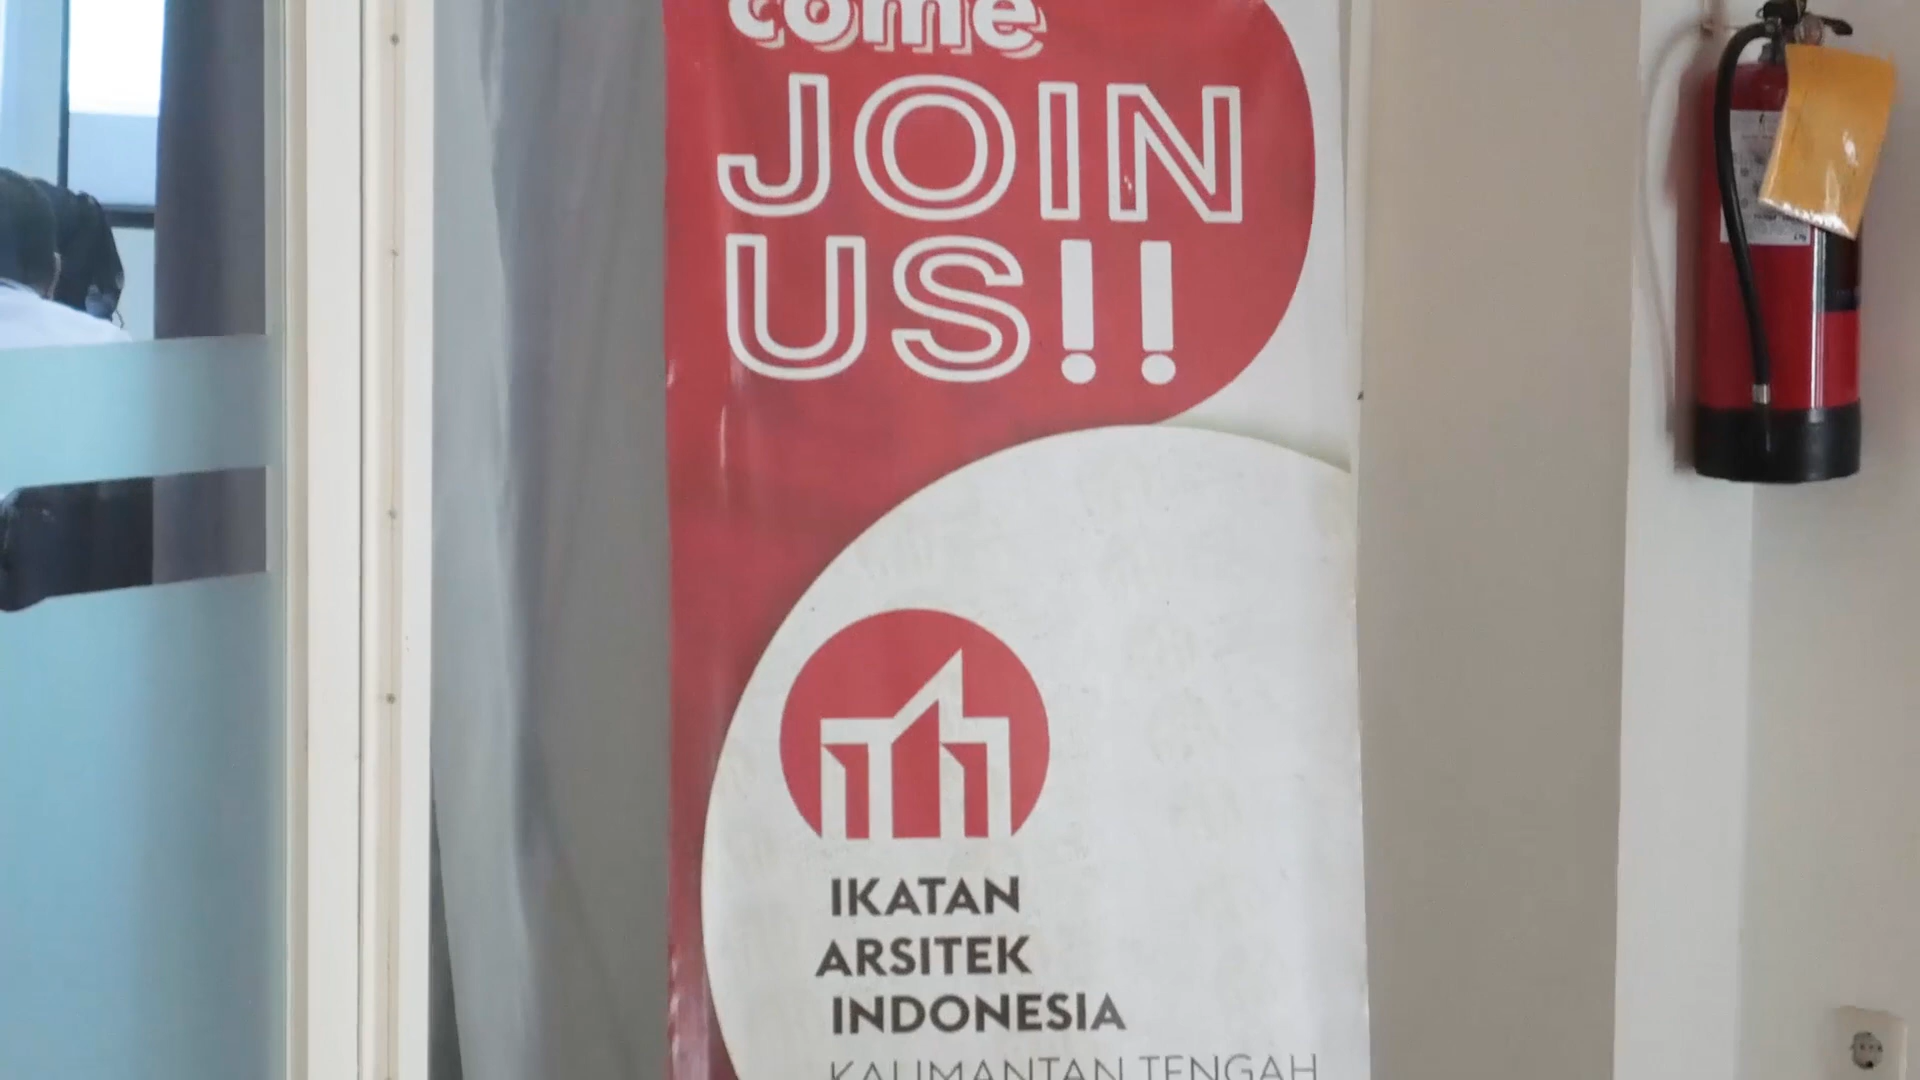 come
JOIN
US!!
IKATAN
ARSITEK
INDONESIA
KALIMANTAN TENGAH